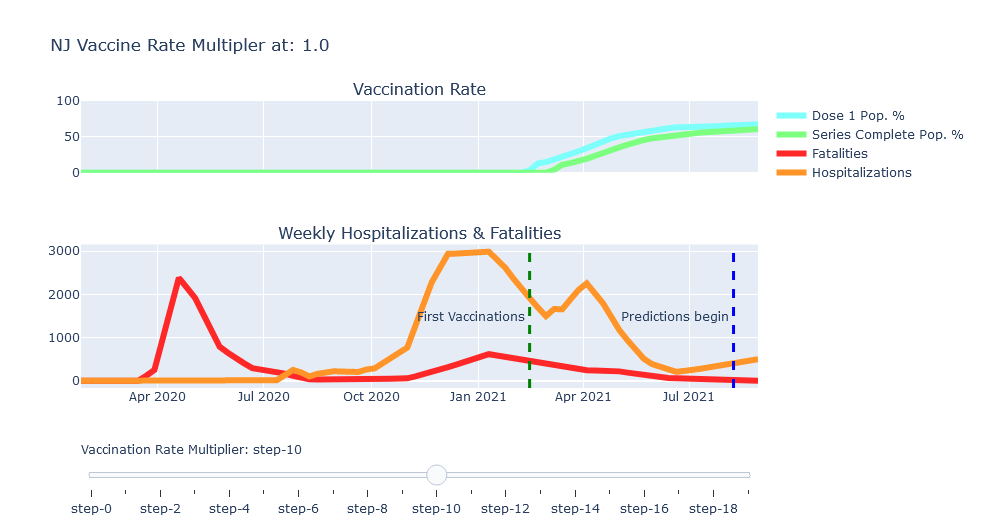 NJ Vaccine Rate Multipler at: 1.0
Vaccination Rate
100
50
0
Dose 1 Pop. %
Series Complete Pop. %
Fatalities
Hospitalizations
Weekly Hospitalizations & Fatalities
3000
2000
1000
0
First Vaccinations
Predictions begin
Apr 2020 Jul 2020 Oct 2020 Jan 2021 Apr 2021 Jul 2021
Vaccination Rate Multiplier: step-10
step-0 step-2 step-4 step-6 step-8 step-10 step-12 step-14 step-16 step-18